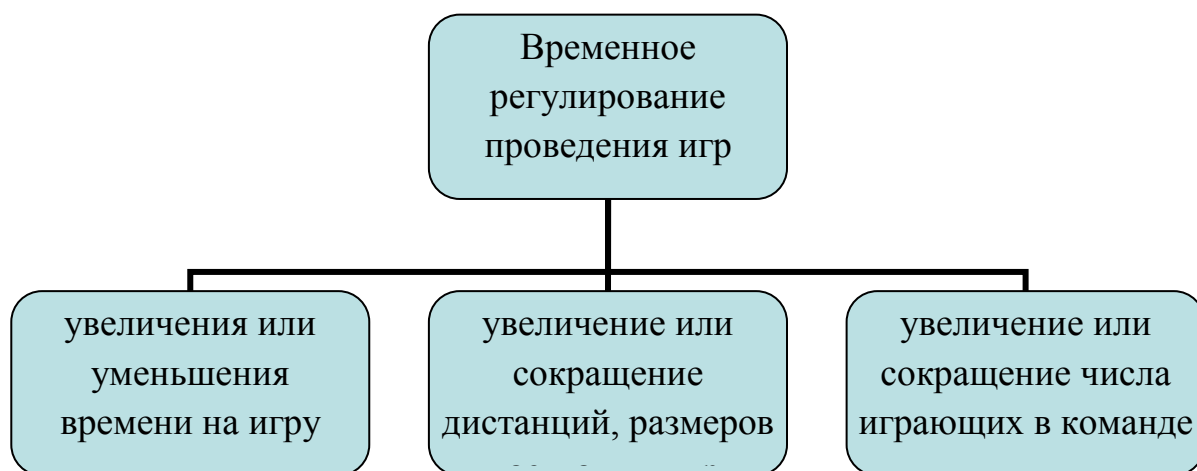 Временное
регулирование
проведения игр
увеличения или
уменьшения
времени на игру
увеличение или
сокращение
дистанций, размеров
увеличение или
сокращение числа
играющих в команде